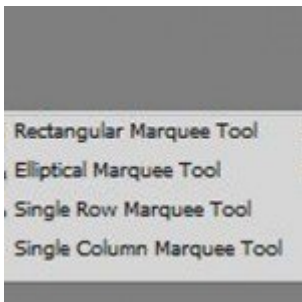 Rectangular Marquee Tool
Elliptical Marquee Tool
Single Row Marquee Tool
Single Column Marquee Tool